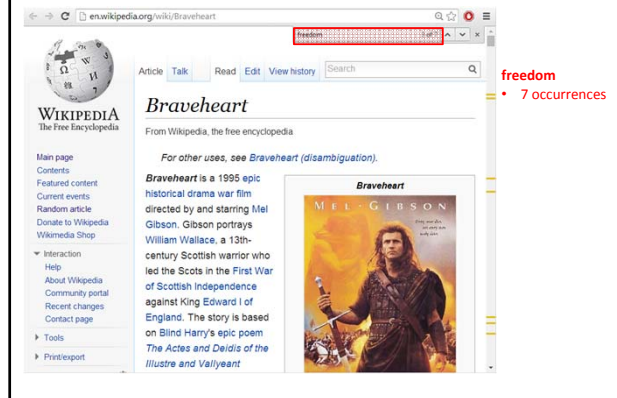 en.wikipedia.org/wiki/Braveheart
freedom
Article Talk Read Edit View history Search
WIKIPEDIA
The Free Encyclopedia
Main page
Contents
Featured content
Current events
Random article
Donate to Wikipedia
Wikimedia Shop
Interaction
Help
About Wikipedia
Community portal
Recent changes
Contact page
Tools
Print/export
Braveheart
From Wikipedia, the free encyclopedia
For other uses, see Braveheart (disambiguation).
Braveheart is a 1995 epic
historical drama war film
directed by and starring Mel
Gibson. Gibson portrays
William Wallace, a 13th-
century Scottish warrior who
led the Scots in the First War
of Scottish Independence
against King Edward I of
England. The story is based
on Blind Harry's epic poem
The Actes and Deidis of the
Illustre and Vallyeant
Braveheart
MEL GIBSON
freedom
• 7 occurrences